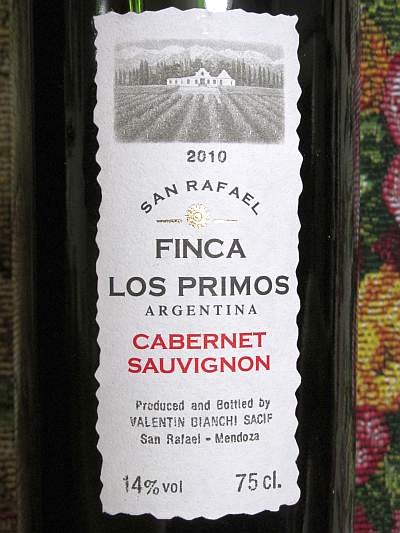 2010
SAN RAFAEL
FINCA
LOS PRIMOS
ARGENTINA
CABERNET
SAUVIGNON
Produced and Bottled by
VALENTIN BIANCHI SACIF
San Rafael - Mendoza
14%vol 75 cl.